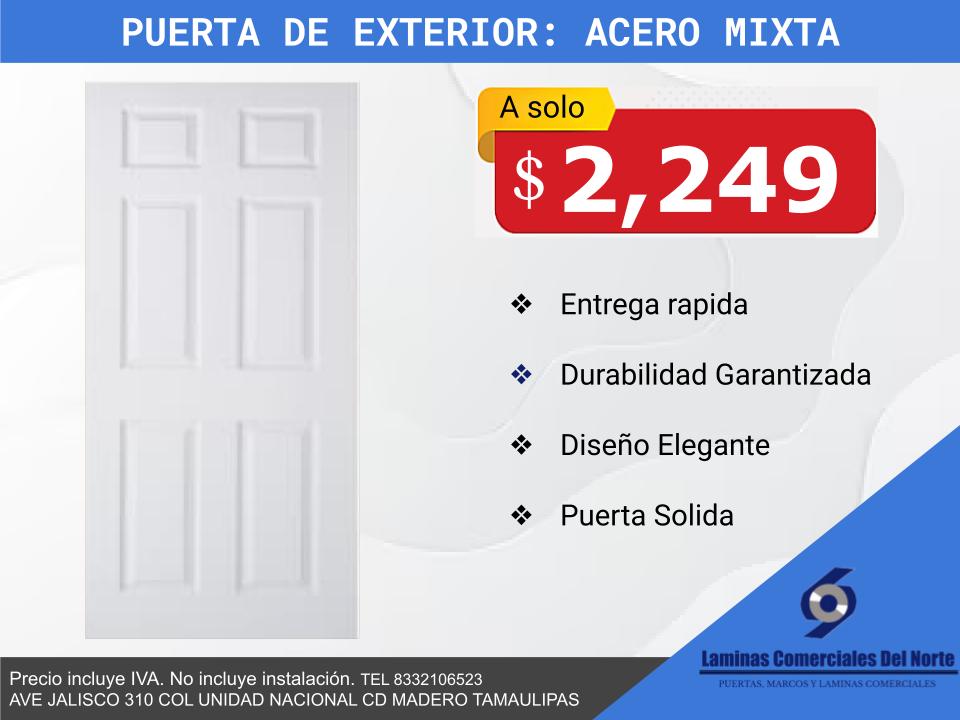 PUERTA DE EXTERIOR: ACERO MIXTA
A solo
$ 2,249
❖ Entrega rapida
❖ Durabilidad Garantizada
❖ Diseño Elegante
❖ Puerta Solida
Laminas Comerciales Del Norte
PUERTAS, MARCOS Y LAMINAS COMERCIALES
Precio incluye IVA. No incluye instalación. TEL 8332106523
AVE JALISCO 310 COL UNIDAD NACIONAL CD MADERO TAMAULIPAS